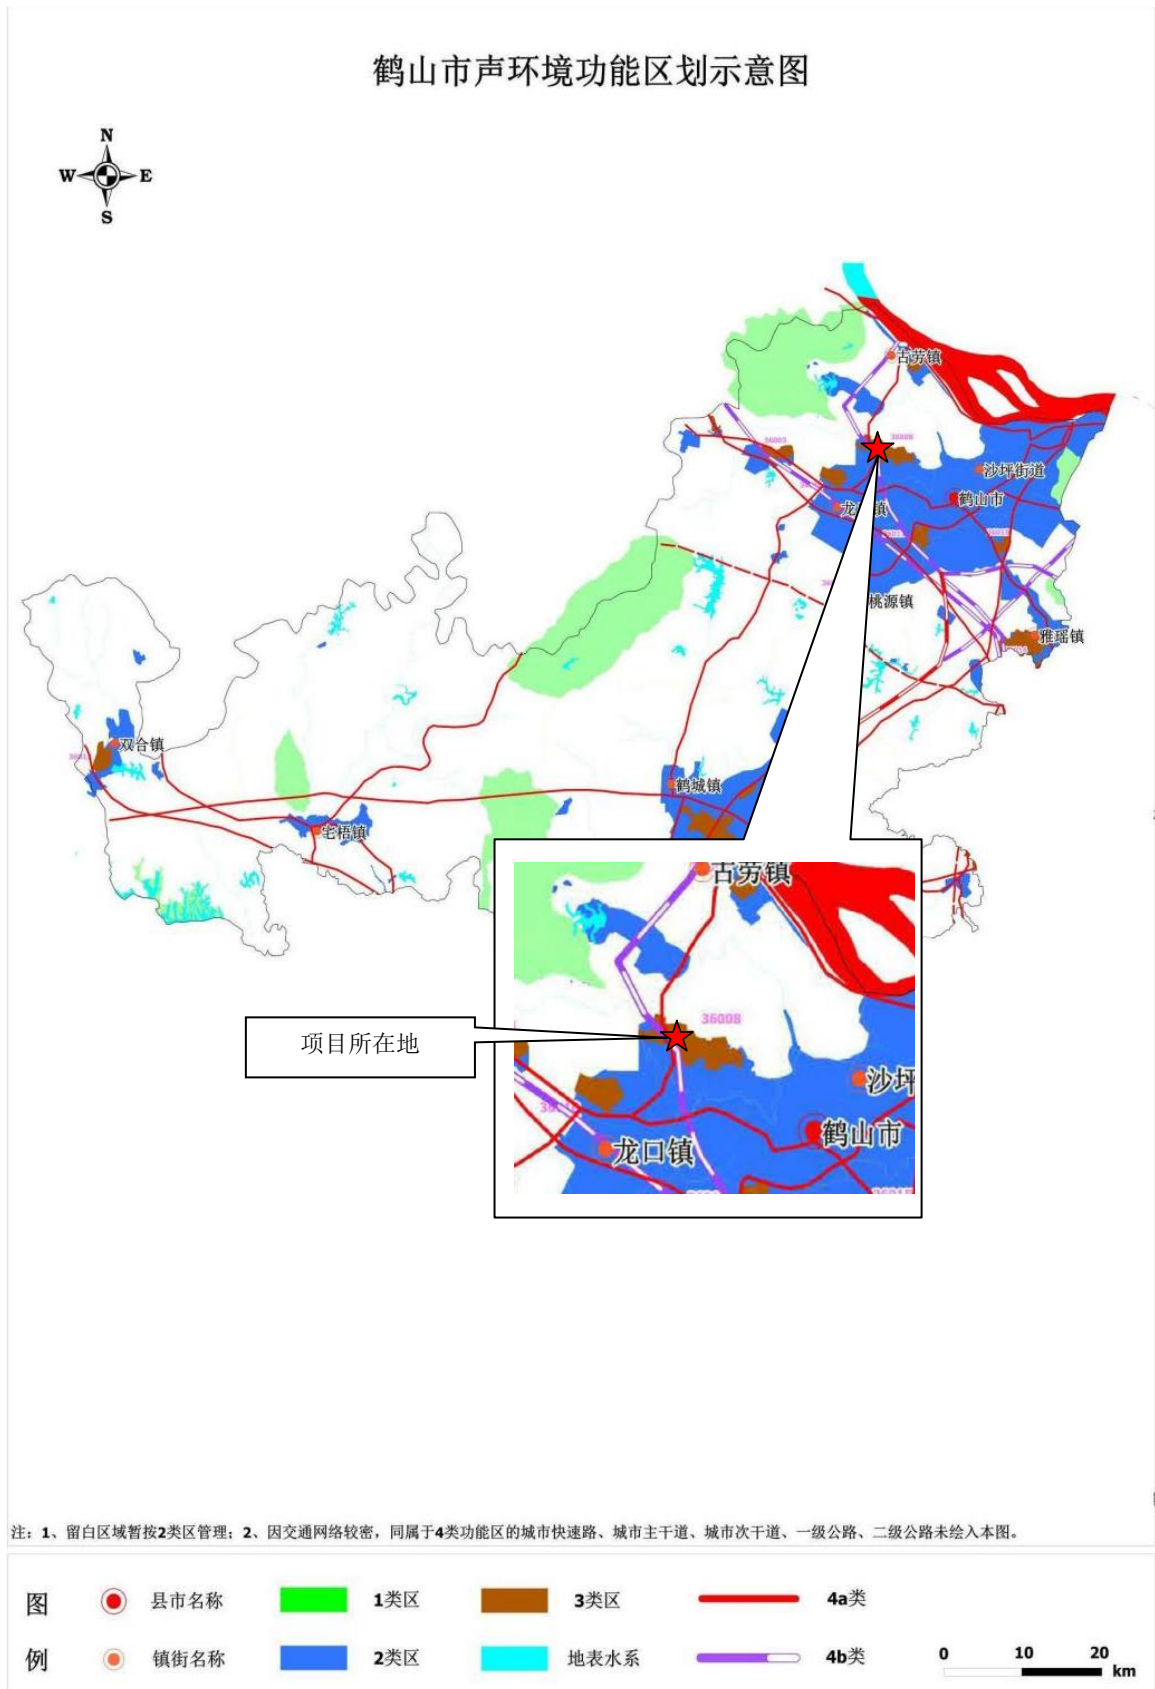 鹤山市声环境功能区划示意图
N
W E
S
古劳镇
36003
36008
沙坪街道
鹤山市
桃源镇
雅瑶镇
双合镇
鹤城镇
宅梧镇
古劳镇
36008
沙坪
鹤山市
龙口镇
项目所在地
注：1、留白区域暂按2类区管理；2、因交通网络较密，同属于4类功能区的城市快速路、城市主干道、城市次干道、一级公路、二级公路未绘入本图。
图 县市名称 1类区 3类区 4a类
例 镇街名称 2类区 地表水系 4b类
0 10 20
km